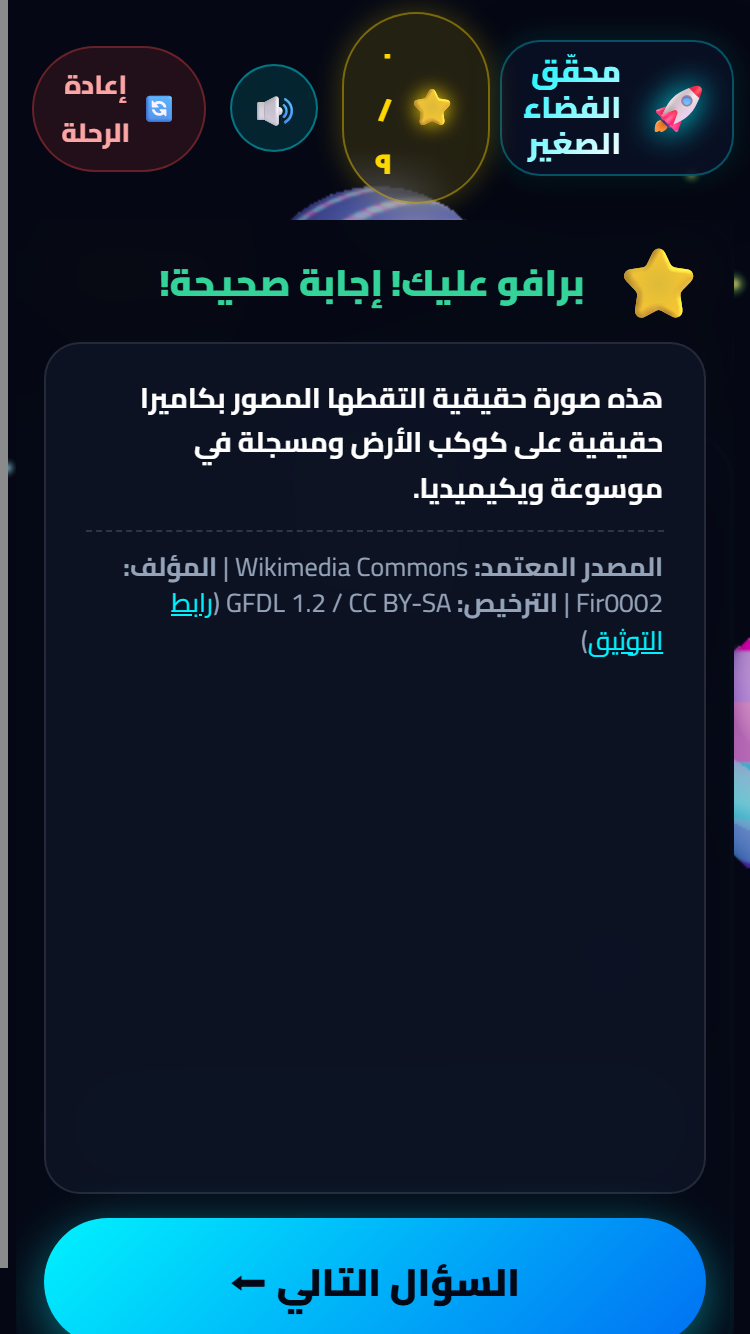 محقّق
الفضاء
الصغير
٠
/
٩
إعادة
الرحلة
برافو عليك! إجابة صحيحة!
هذه صورة حقيقية التقطها المصور بكاميرا
حقيقية على كوكب الأرض ومسجلة في
موسوعة ويكيميديا.
المصدر المعتمد: Wikimedia Commons | المؤلف:
Fir0002 | الترخيص: GFDL 1.2 / CC BY-SA (رابط
التوثيق)
السؤال التالي ⬅